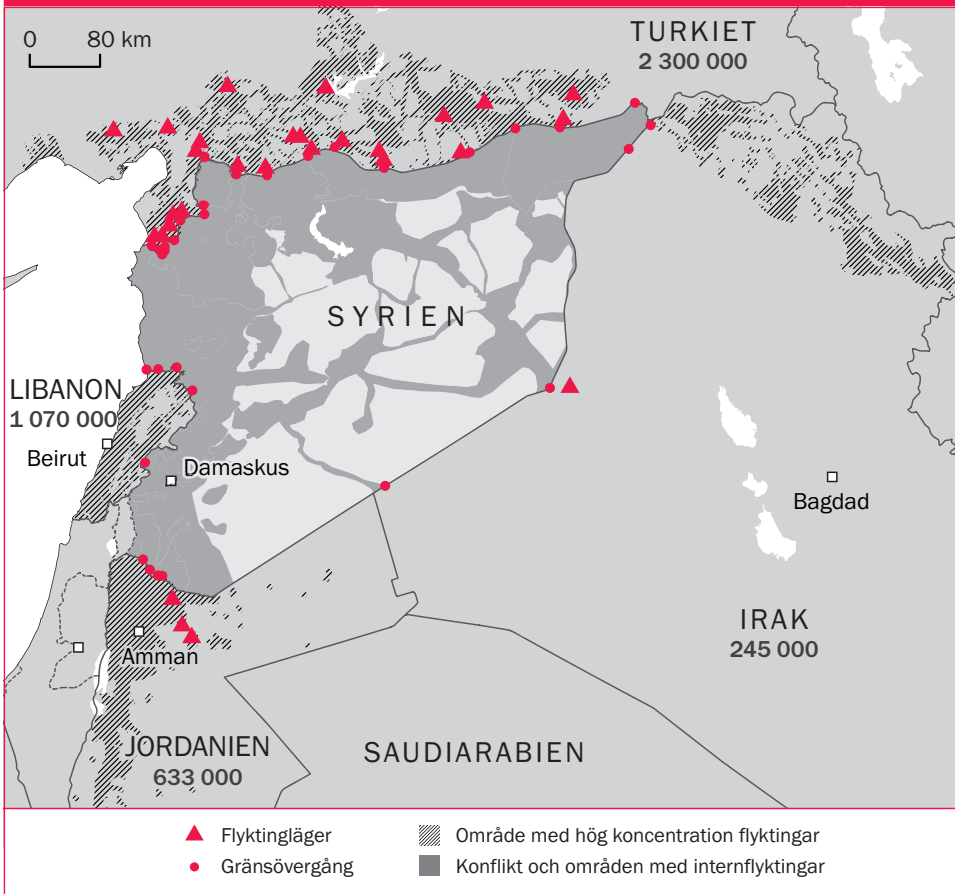 0 80 km
TURKIET
2 300 000
SYRIEN
LIBANON
1 070 000
Beirut
Damaskus
Bagdad
IRAK
245 000
Amman
JORDANIEN
633 000
SAUDIARABIEN
Flyktingläger
Område med hög koncentration flyktingar
Gränsövergång
Konflikt och områden med internflyktingar